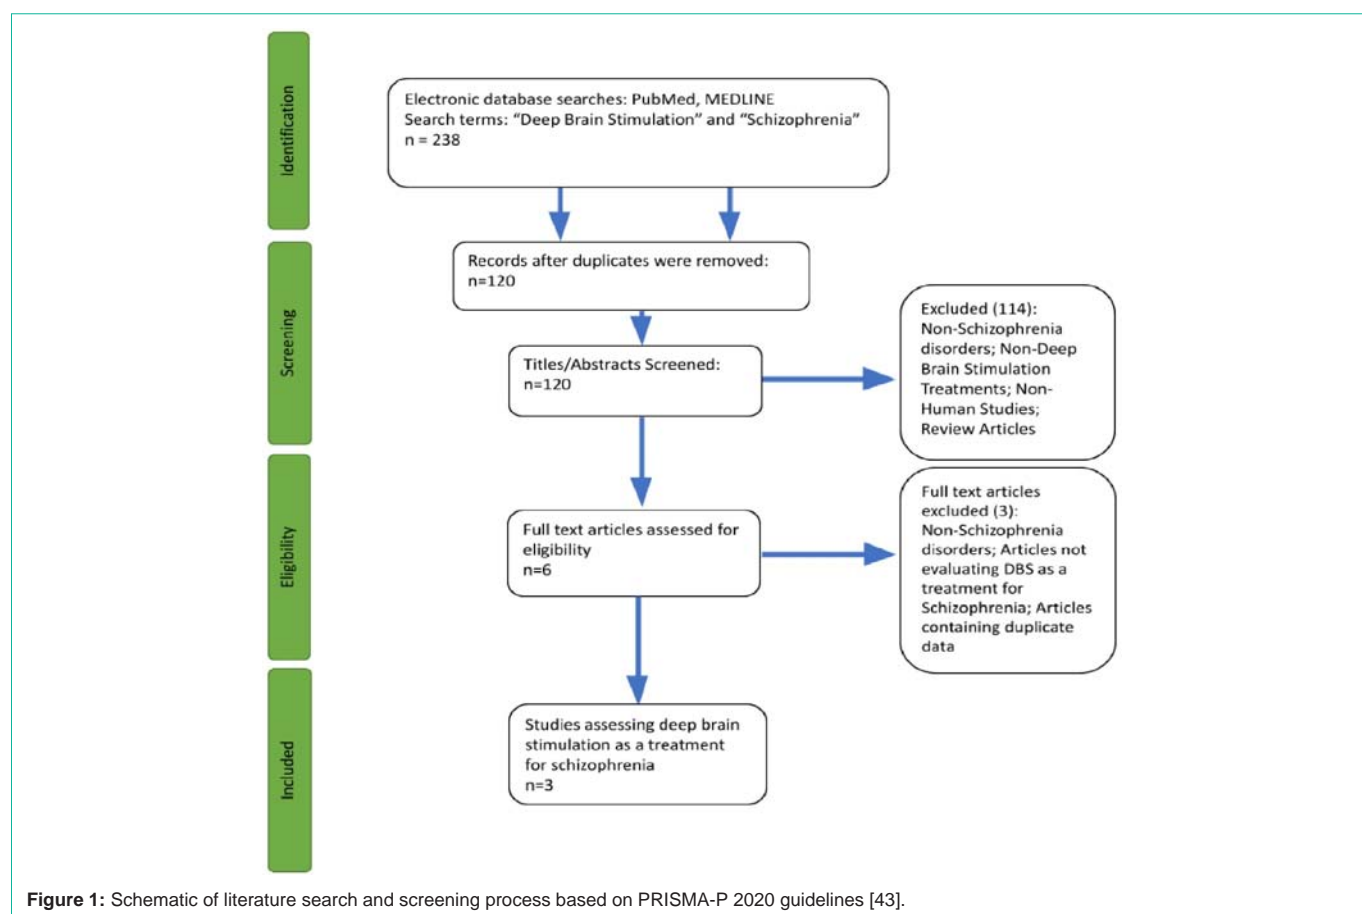 Identification
Electronic database searches: PubMed, MEDLINE
Search terms: “Deep Brain Stimulation” and “Schizophrenia”
n = 238
Screening
Records after duplicates were removed:
n=120
Titles/Abstracts Screened:
n=120
Excluded (114):
Non-Schizophrenia
disorders; Non-Deep
Brain Stimulation
Treatments; Non-
Human Studies;
Review Articles
Eligibility
Full text articles assessed for
eligibility
n=6
Full text articles
excluded (3):
Non-Schizophrenia
disorders; Articles not
evaluating DBS as a
treatment for
Schizophrenia; Articles
containing duplicate
data
Included
Studies assessing deep brain
stimulation as a treatment
for schizophrenia
n=3
Figure 1: Schematic of literature search and screening process based on PRISMA-P 2020 guidelines [43].